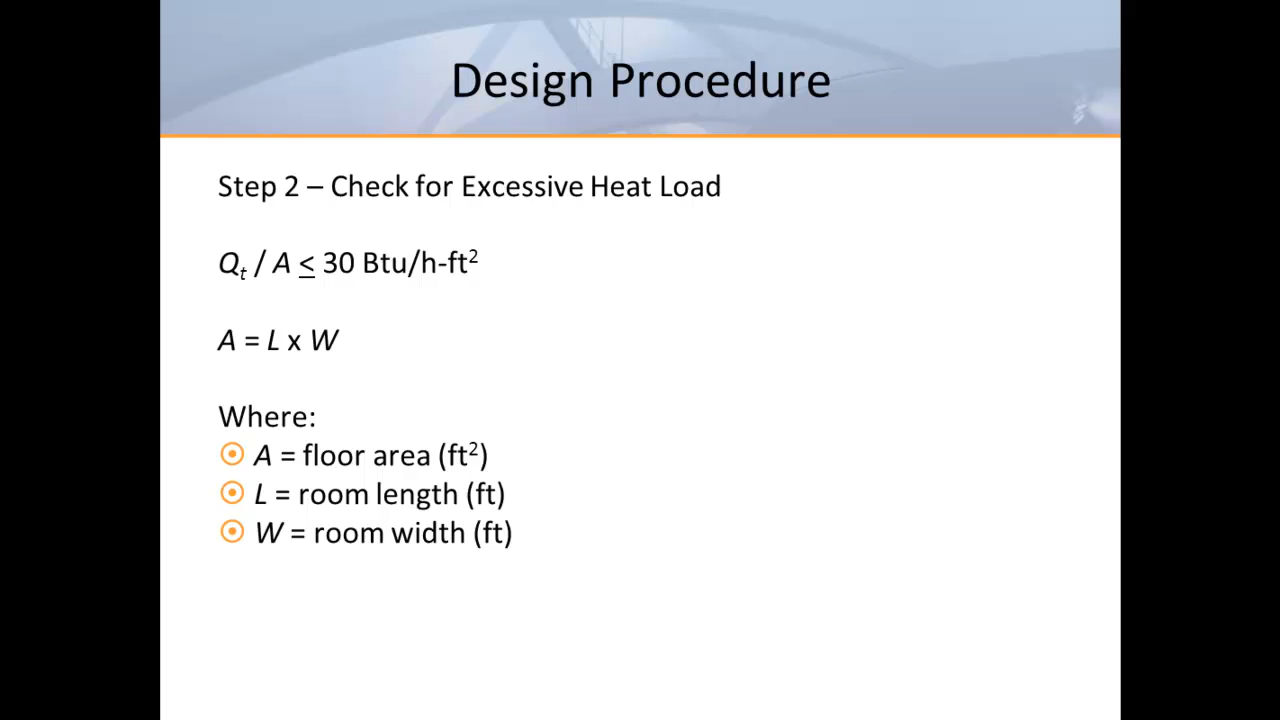 Design Procedure
Step 2 – Check for Excessive Heat Load
Qt / A ≤ 30 Btu/h-ft²
A = L x W
Where:
A = floor area (ft²)
L = room length (ft)
W = room width (ft)